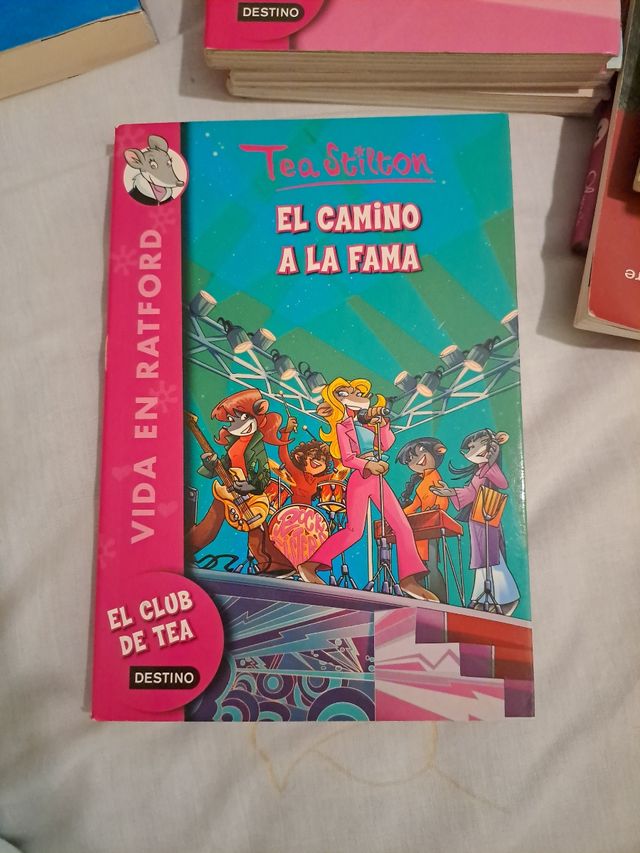 DESTINO
Tea Stilton
EL CAMINO
A LA FAMA
VIDA EN RATFORD
EL CLUB
DE TEA
DESTINO